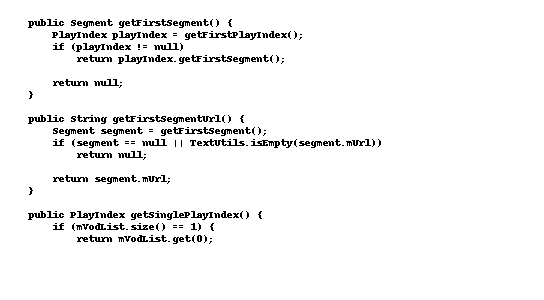 public Segment getFirstSegment() {
    PlayIndex playIndex = getFirstPlayIndex();
    if (playIndex != null)
        return playIndex.getFirstSegment();

    return null;
}

public String getFirstSegmentUrl() {
    Segment segment = getFirstSegment();
    if (segment == null || TextUtils.isEmpty(segment.mUrl))
        return null;

    return segment.mUrl;
}

public PlayIndex getSinglePlayIndex() {
    if (mVodList.size() == 1) {
        return mVodList.get(0);